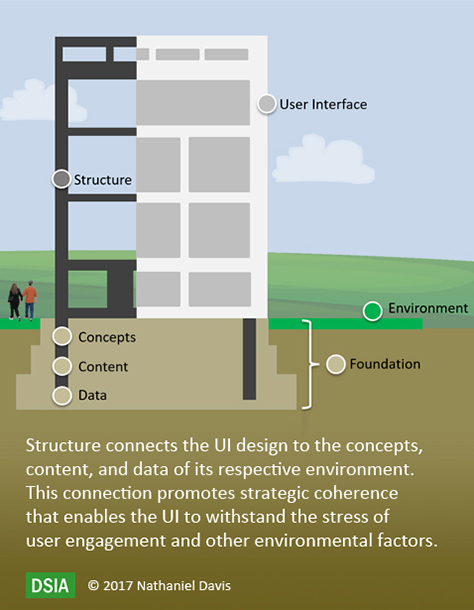 User Interface
Structure
Environment
Concepts
Foundation
Content
Data
Structure connects the UI design to the concepts,
content, and data of its respective environment.
This connection promotes strategic coherence
that enables the UI to withstand the stress of
user engagement and other environmental factors.
DSIA © 2017 Nathaniel Davis